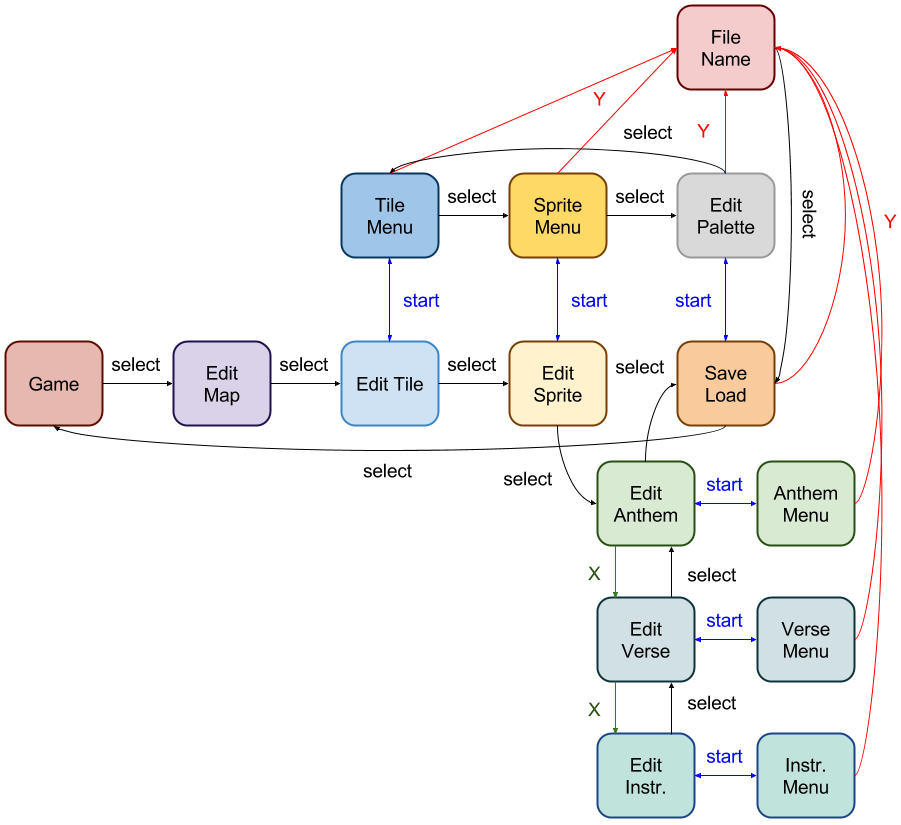 File
Name
Y
select
Y
Tile
Menu
select
Sprite
Menu
select
Edit
Palette
select
Y
start
start
start
Game
select
Edit
Map
select
Edit Tile
select
Edit
Sprite
select
Save
Load
select
select
Edit
Anthem
start
Anthem
Menu
X
select
Edit
Verse
start
Verse
Menu
X
select
Edit
Instr.
start
Instr.
Menu